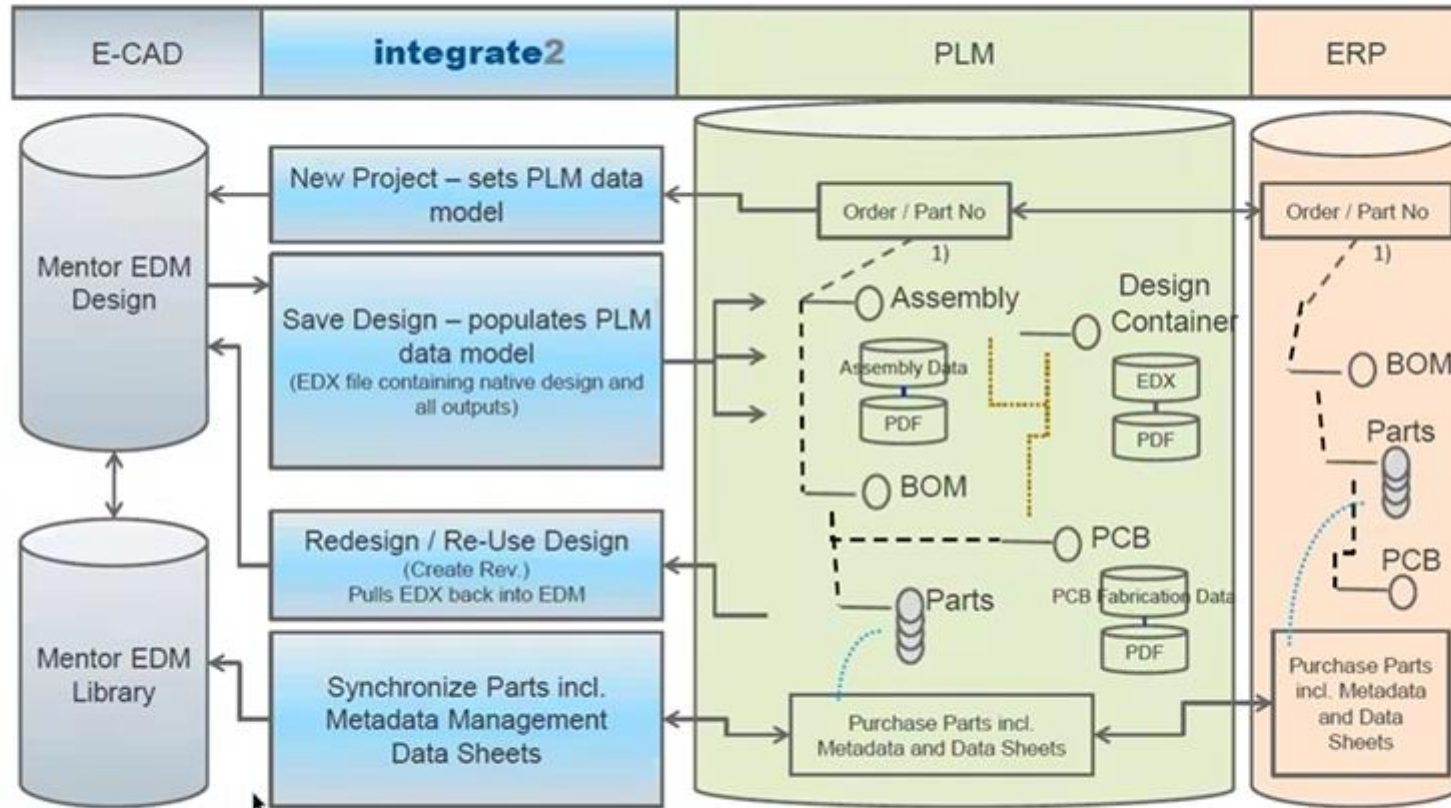 E-CAD
integrate2
PLM
ERP
Mentor EDM
Design
Mentor EDM
Library
New Project – sets PLM data
model
Save Design – populates PLM
data model
(EDX file containing native design and
all outputs)
Redesign / Re-Use Design
(Create Rev.)
Pulls EDX back into EDM
Synchronize Parts incl.
Metadata Management
Data Sheets
Order / Part No
1)
Assembly
Assembly Data
PDF
Design
Container
EDX
PDF
BOM
PCB
Parts
PCB Fabrication Data
PDF
Purchase Parts incl.
Metadata and Data Sheets
Order / Part No
1)
BOM
Parts
PCB
Purchase Parts
incl. Metadata
and Data
Sheets